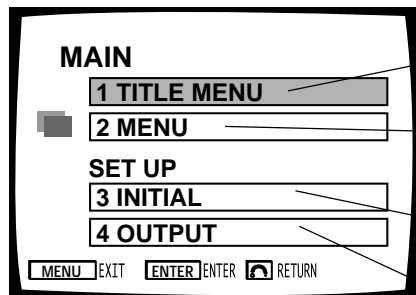 MAIN
1 TITLE MENU
2 MENU
SET UP
3 INITIAL
4 OUTPUT
MENU EXIT ENTER ENTER RETURN